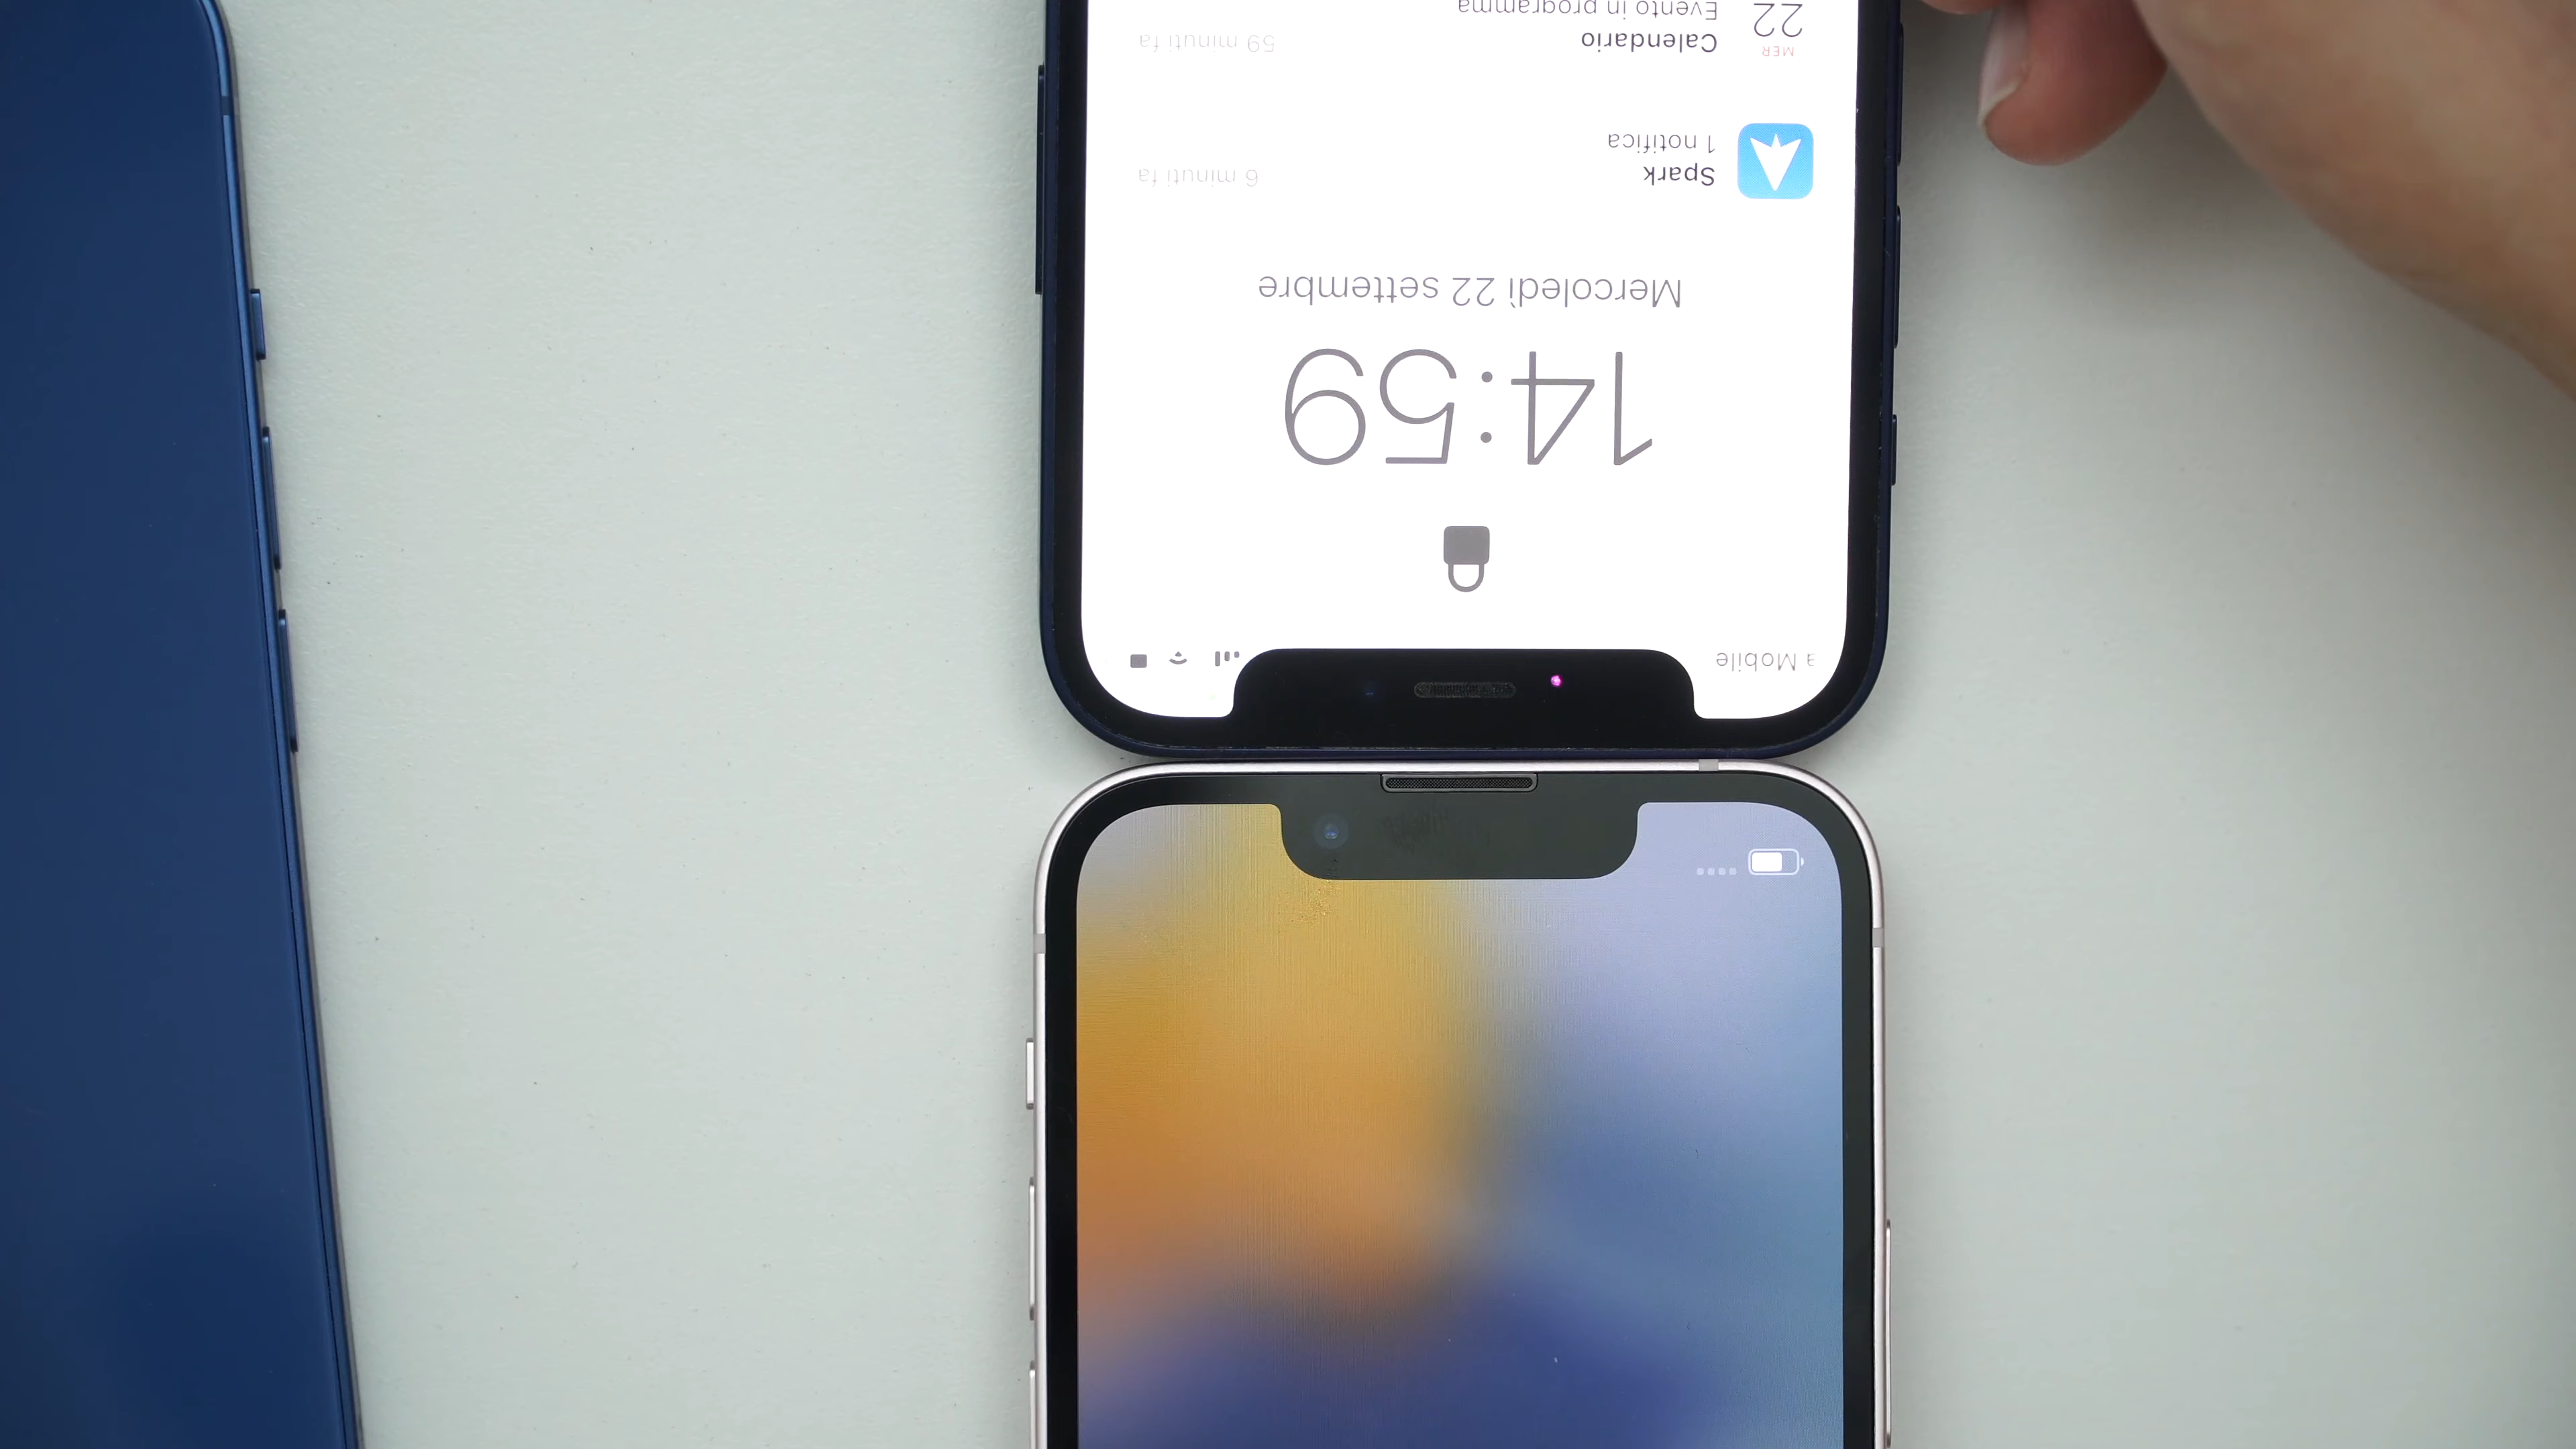 a Mobile
14:59
Mercoledì 22 settembre
Spark
6 minuti fa
1 notifica
MER
22
Calendario
59 minuti fa
Evento in programma